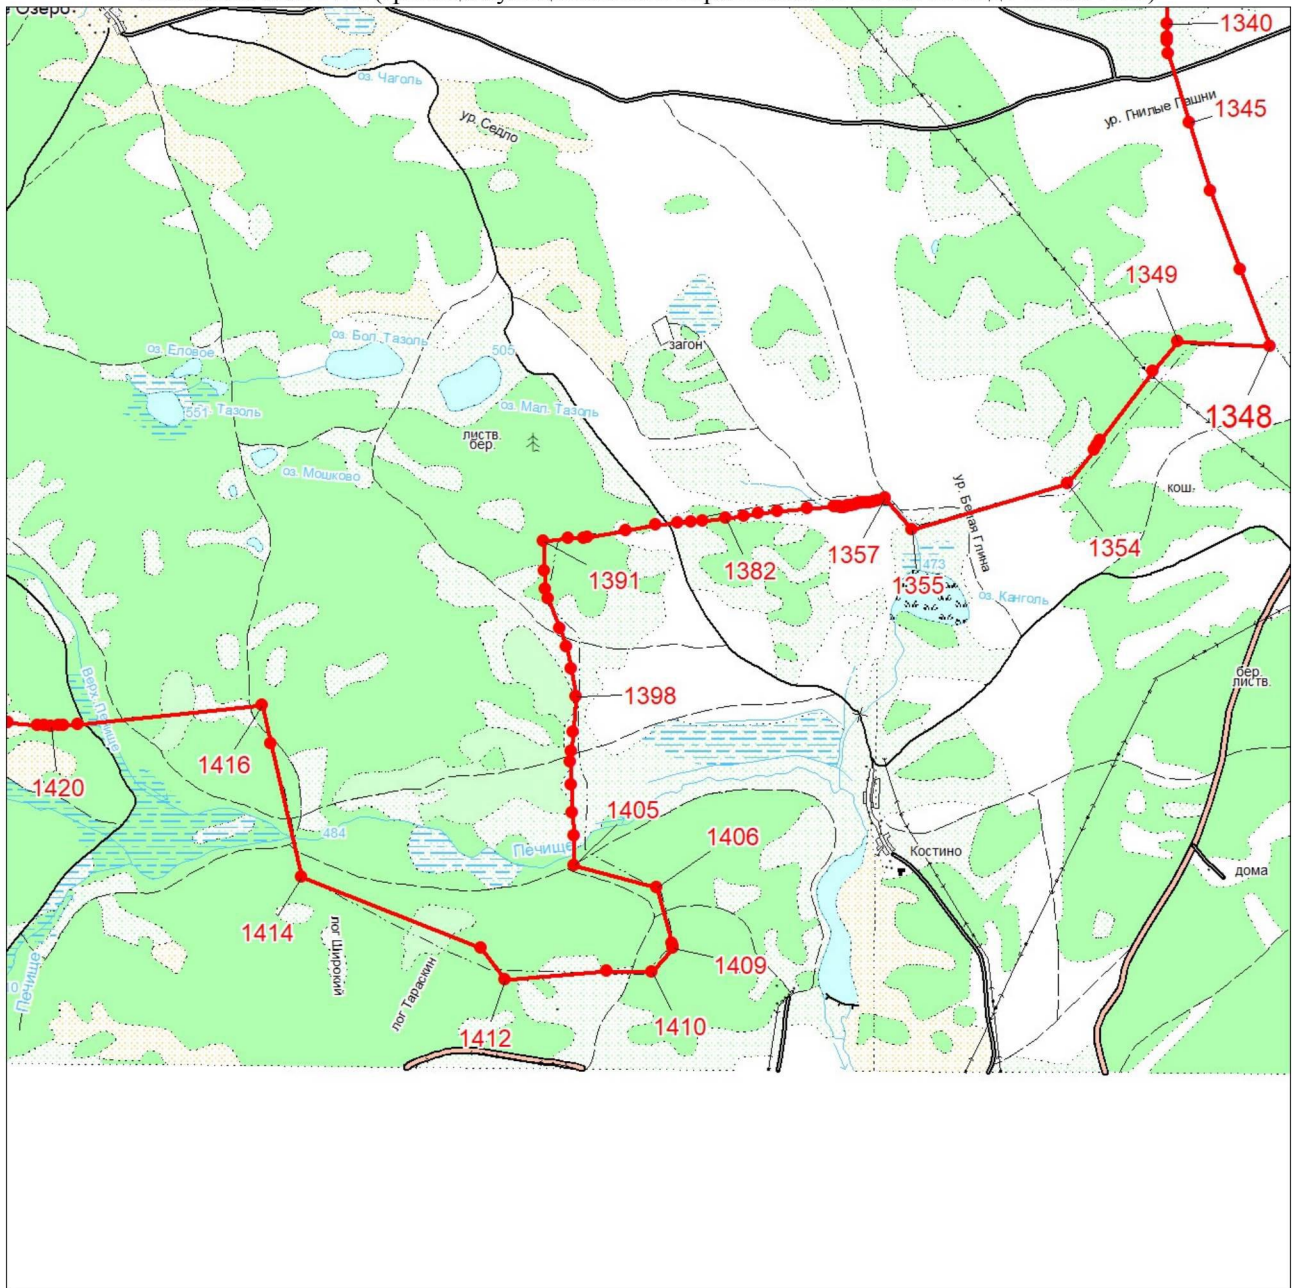 Озеро
1340
оз. Чаголь
ур. Седло
ур. Гнилые Пашни
1345
1349
загон
оз. Бол. Тазоль
оз. Еловое
505
551
Тазоль
оз. Мал. Тазоль
1348
листв.
бер.
оз. Мошково
кош.
ур. Белая Глина
1354
1357
1382
1391
473
1355
оз. Канголь
бер.
листв.
Верх. Печище
1398
1416
1420
484
1405
1406
Печище
Костино
дома
1414
лог Широкий
лог Тараскин
1409
Печище
1410
1412